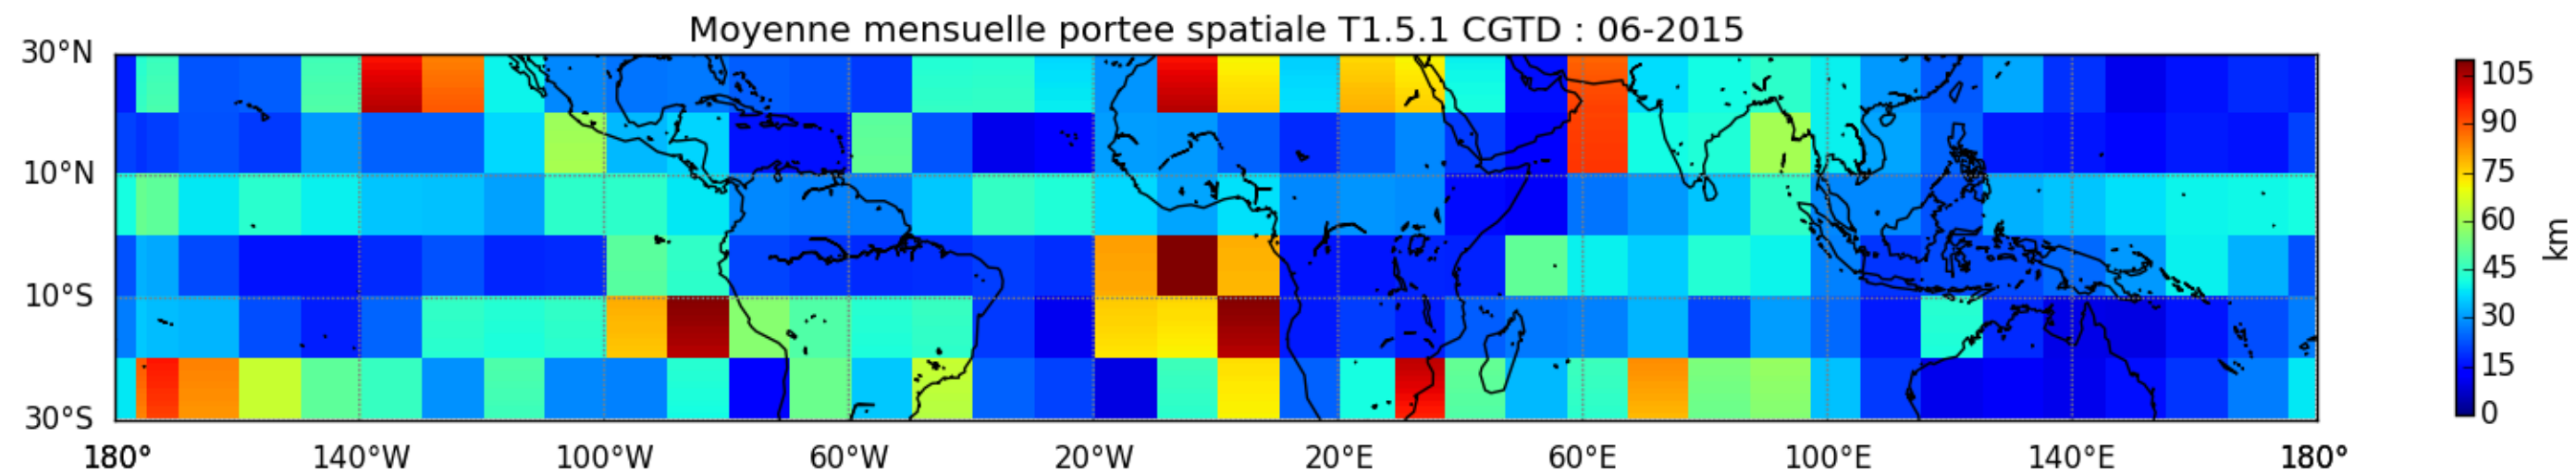 Moyenne mensuelle portee spatiale T1.5.1 CGTD : 06-2015
30°N
10°N
10°S
30°S
180° 140°W 100°W 60°W 20°W 20°E 60°E 100°E 140°E 180°
105
90
75
60
45
30
15
0
km